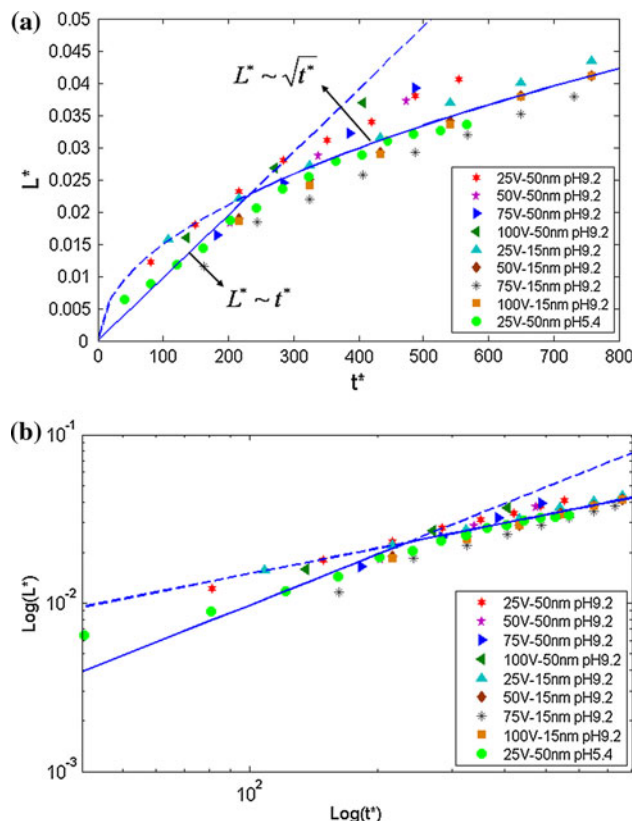 (a)
0.05
0.045
0.04
0.035
0.03
0.025
0.02
0.015
0.01
0.005
0
L*
L* ~ √t*
L* ~ t*
25V-50nm pH9.2
50V-50nm pH9.2
75V-50nm pH9.2
100V-50nm pH9.2
25V-15nm pH9.2
50V-15nm pH9.2
75V-15nm pH9.2
100V-15nm pH9.2
25V-50nm pH5.4
0 100 200 300 400 500 600 700 800
t*
(b)
10⁻¹
10⁻²
10⁻³
Log(L*)
25V-50nm pH9.2
50V-50nm pH9.2
75V-50nm pH9.2
100V-50nm pH9.2
25V-15nm pH9.2
50V-15nm pH9.2
75V-15nm pH9.2
100V-15nm pH9.2
25V-50nm pH5.4
10²
Log(t*)